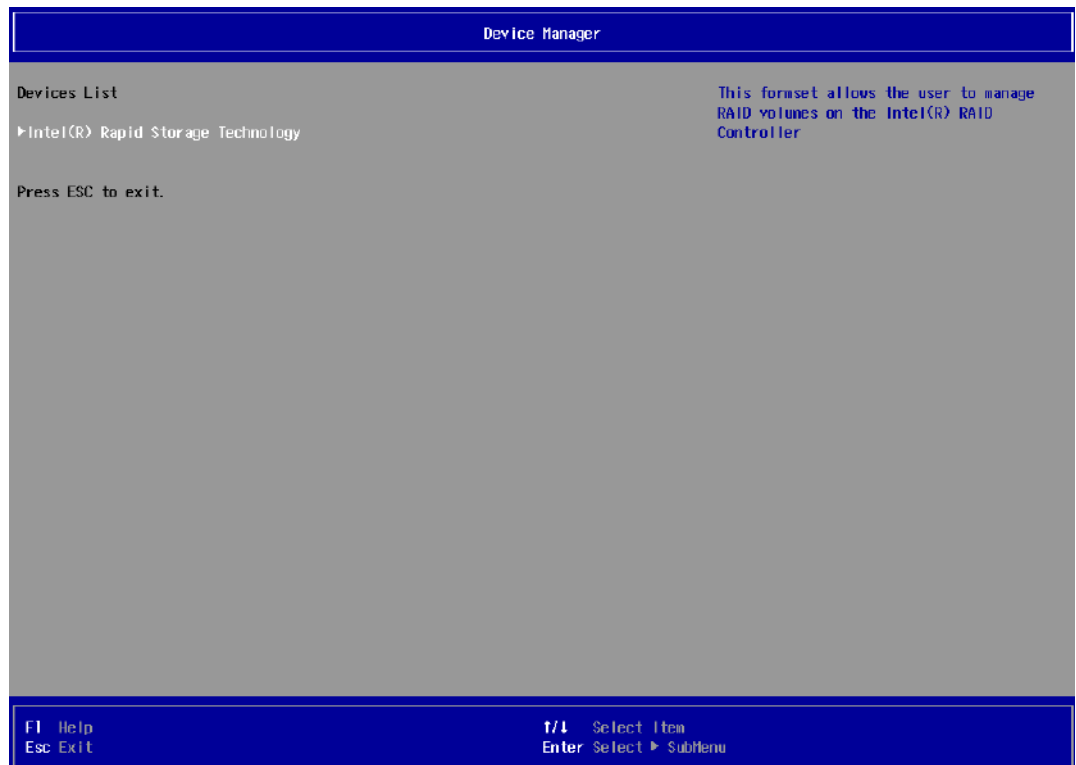 Device Manager
Devices List
▶Intel(R) Rapid Storage Technology
Press ESC to exit.
This formset allows the user to manage
RAID volumes on the Intel(R) RAID
Controller
F1 Help
Esc Exit
↑/↓ Select Item
Enter Select ▶ SubMenu